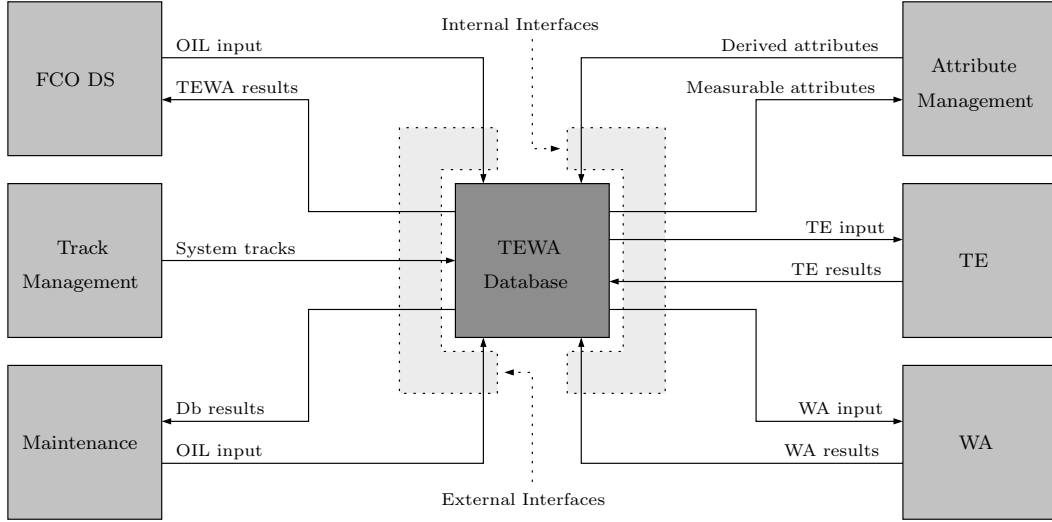 Internal Interfaces
OIL input
FCO DS
TEWA results
Derived attributes
Attribute
Management
Measurable attributes
Track
Management
System tracks
TEWA
Database
TE input
TE
TE results
Db results
Maintenance
OIL input
WA input
WA
WA results
External Interfaces